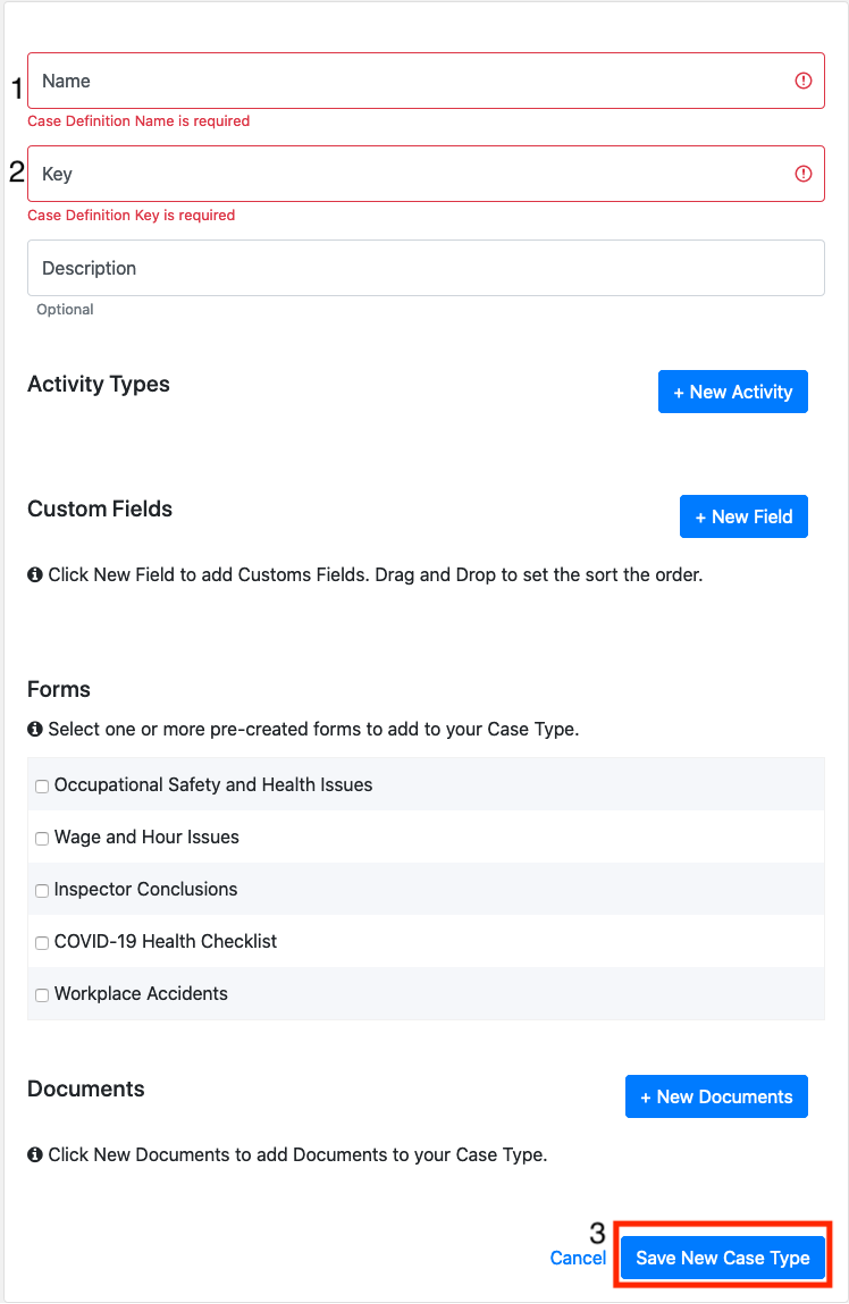 1 Name
Case Definition Name is required
2 Key
Case Definition Key is required
Description
Optional
Activity Types
+ New Activity
Custom Fields
+ New Field
Click New Field to add Customs Fields. Drag and Drop to set the sort the order.
Forms
Select one or more pre-created forms to add to your Case Type.
Occupational Safety and Health Issues
Wage and Hour Issues
Inspector Conclusions
COVID-19 Health Checklist
Workplace Accidents
Documents
+ New Documents
Click New Documents to add Documents to your Case Type.
3
Cancel
Save New Case Type